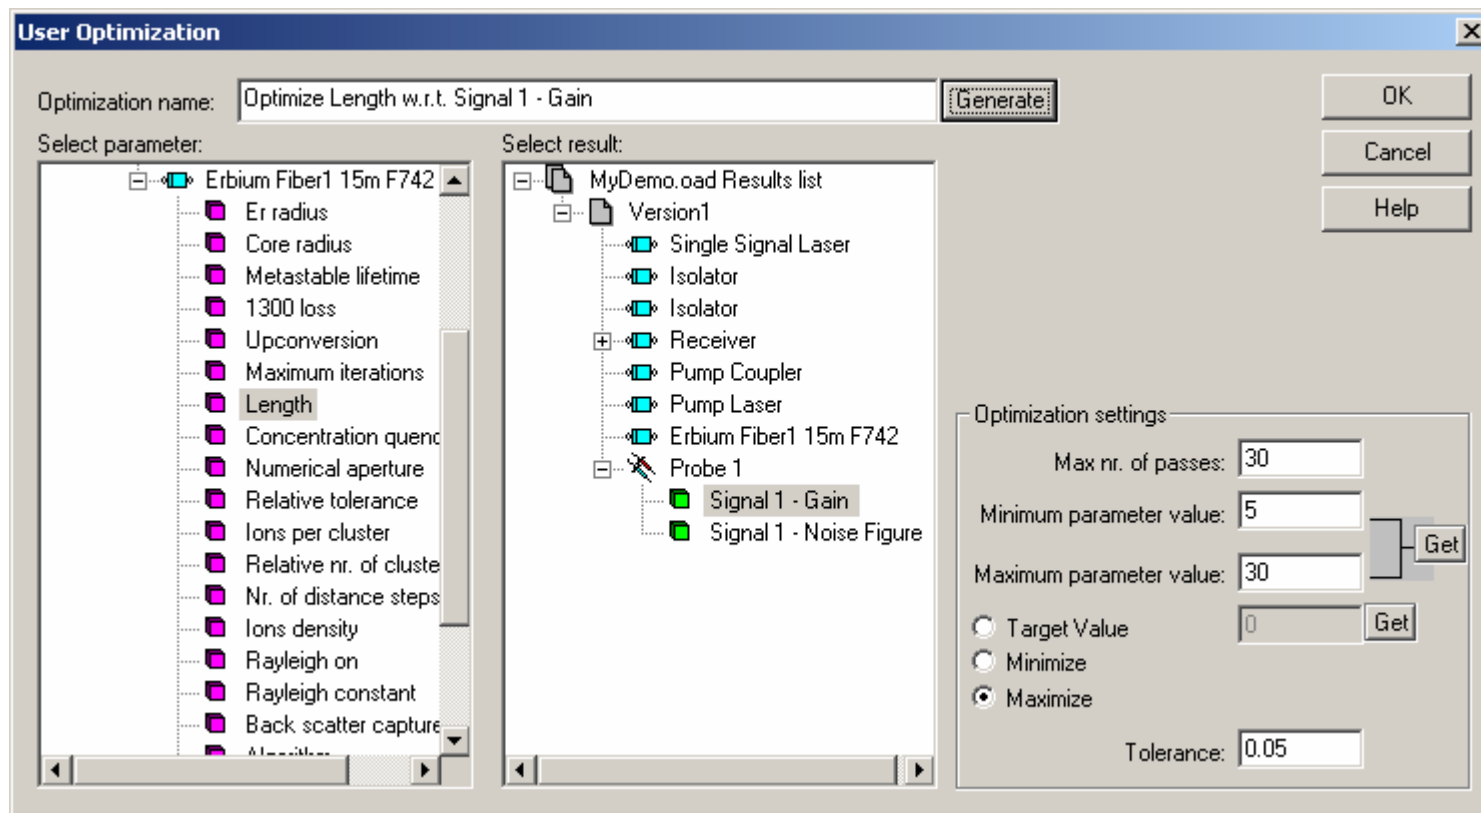 User Optimization
Optimization name: Optimize Length w.r.t. Signal 1 - Gain Generate OK
Select parameter: Select result: Cancel
Help
Erbium Fiber1 15m F742
Er radius
Core radius
Metastable lifetime
1300 loss
Upconversion
Maximum iterations
Length
Concentration quenc
Numerical aperture
Relative tolerance
Ions per cluster
Relative nr. of cluste
Nr. of distance steps
Ions density
Rayleigh on
Rayleigh constant
Back scatter capture
MyDemo.oad Results list
Version1
Single Signal Laser
Isolator
Isolator
Receiver
Pump Coupler
Pump Laser
Erbium Fiber1 15m F742
Probe 1
Signal 1 - Gain
Signal 1 - Noise Figure
Optimization settings
Max nr. of passes: 30
Minimum parameter value: 5
Get
Maximum parameter value: 30
Target Value 0 Get
Minimize
Maximize
Tolerance: 0.05